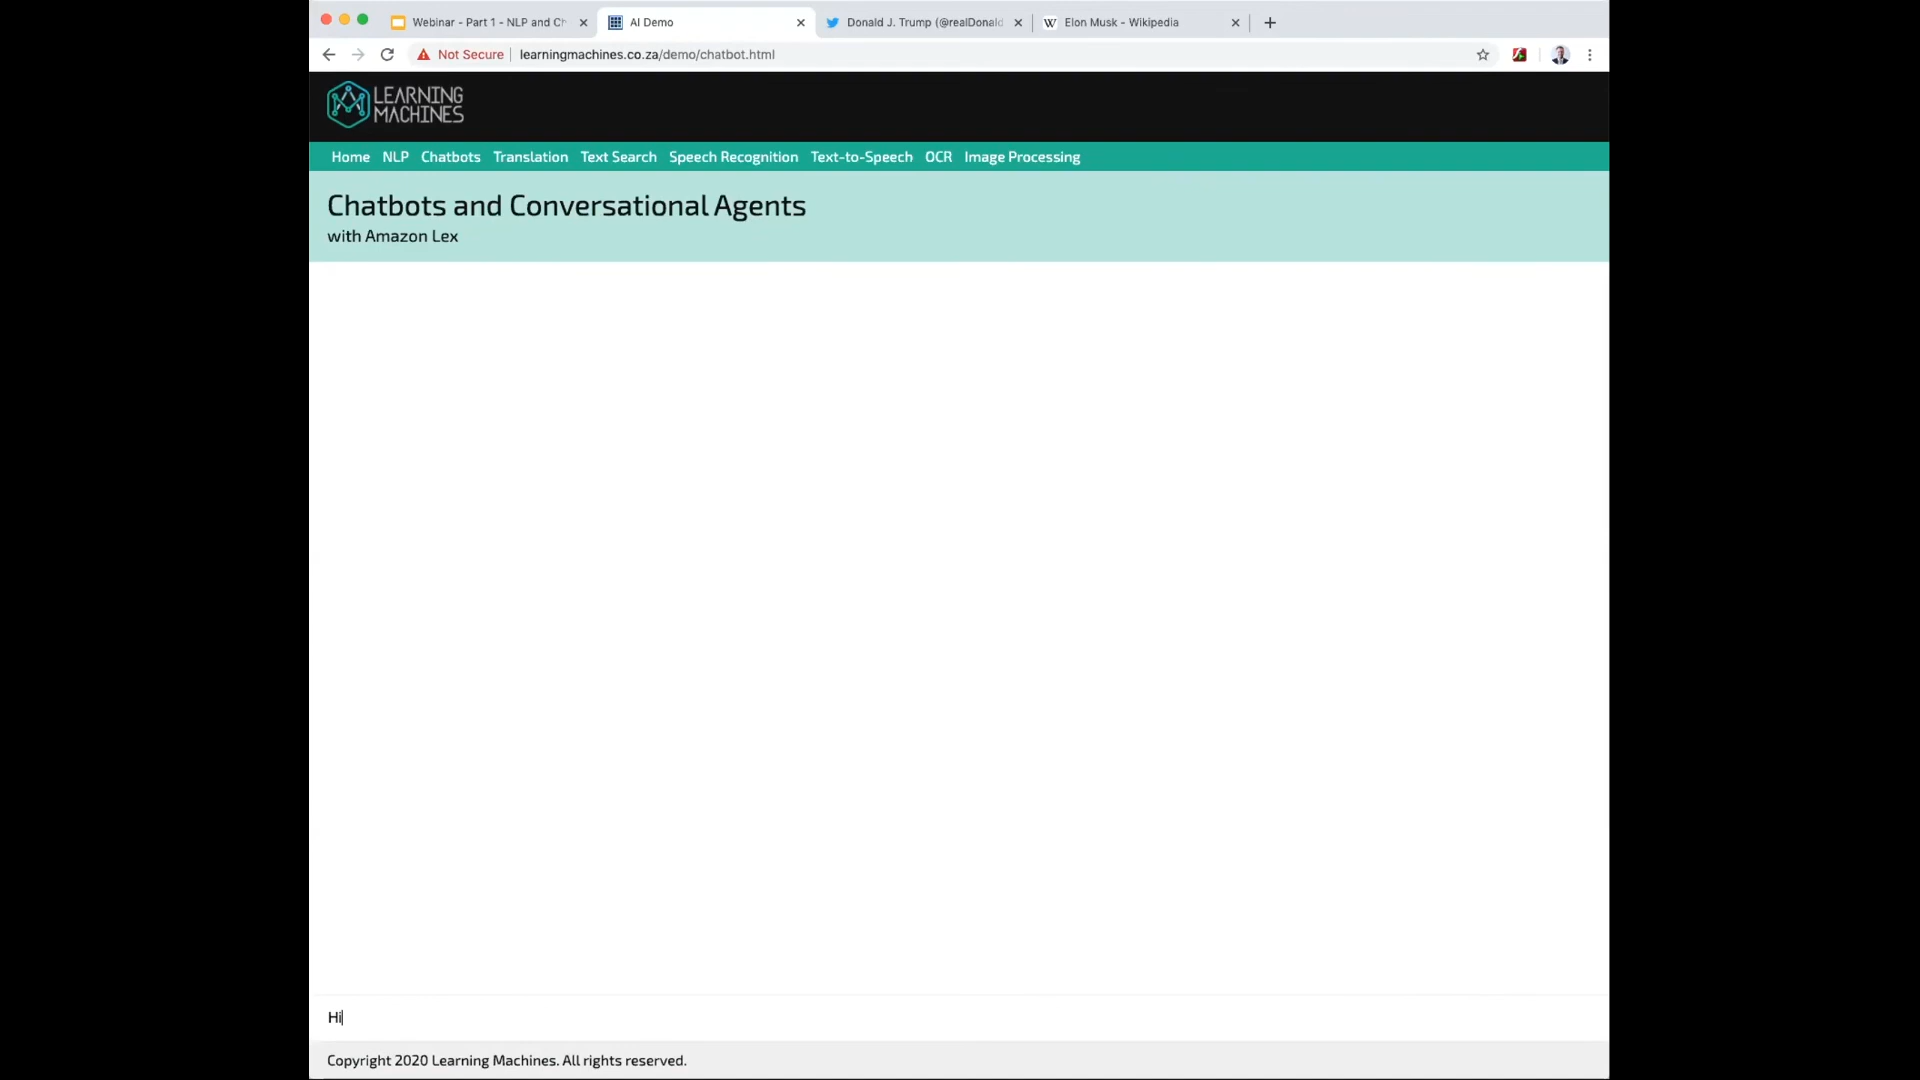 Webinar - Part 1 - NLP and Ch
AI Demo
Donald J. Trump (@realDonald
W Elon Musk - Wikipedia
Not Secure learningmachines.co.za/demo/chatbot.html
LEARNING
MACHINES
Home NLP Chatbots Translation Text Search Speech Recognition Text-to-Speech OCR Image Processing
Chatbots and Conversational Agents
with Amazon Lex
Hi
Copyright 2020 Learning Machines. All rights reserved.